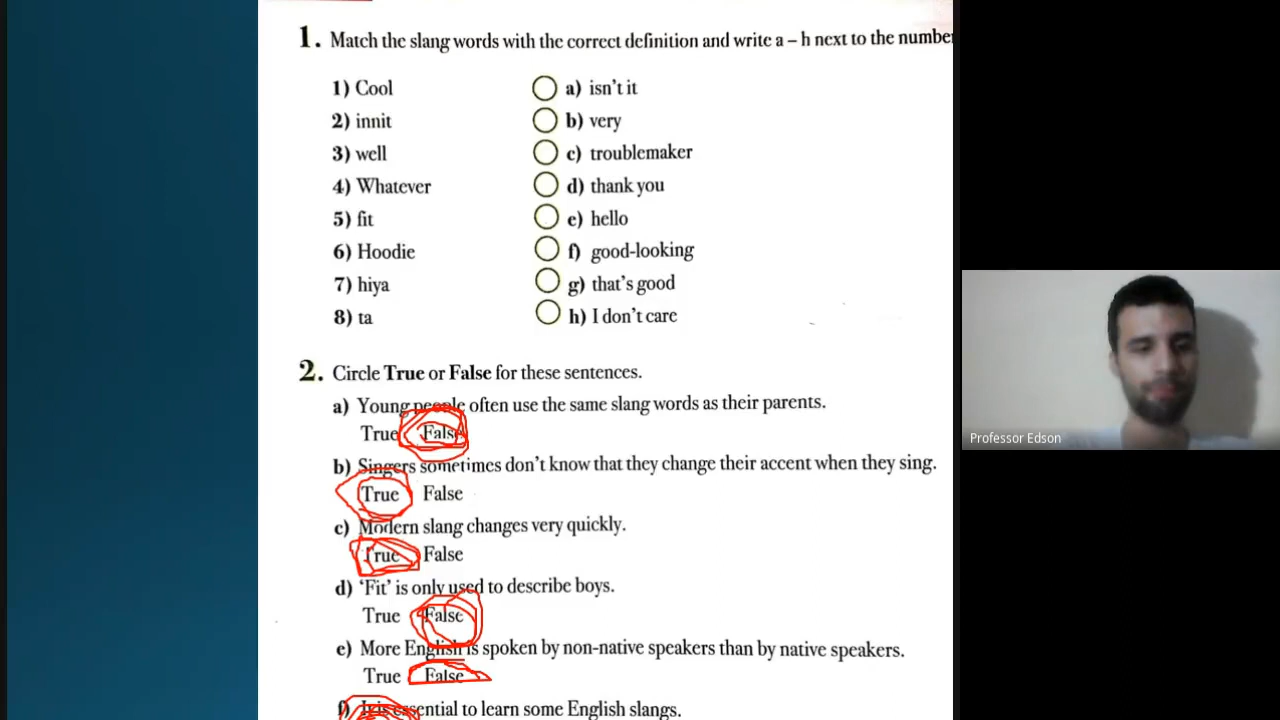 1. Match the slang words with the correct definition and write a – h next to the number
1) Cool
a) isn't it
2) innit
b) very
3) well
c) troublemaker
4) Whatever
d) thank you
5) fit
e) hello
6) Hoodie
f) good-looking
7) hiya
g) that's good
8) ta
h) I don't care
2. Circle True or False for these sentences.
a) Young people often use the same slang words as their parents.
True False
b) Singers sometimes don't know that they change their accent when they sing.
True False
c) Modern slang changes very quickly.
True False
d) 'Fit' is only used to describe boys.
True False
Professor Edson
e) More English is spoken by non-native speakers than by native speakers.
True False
f) It is essential to learn some English slangs.